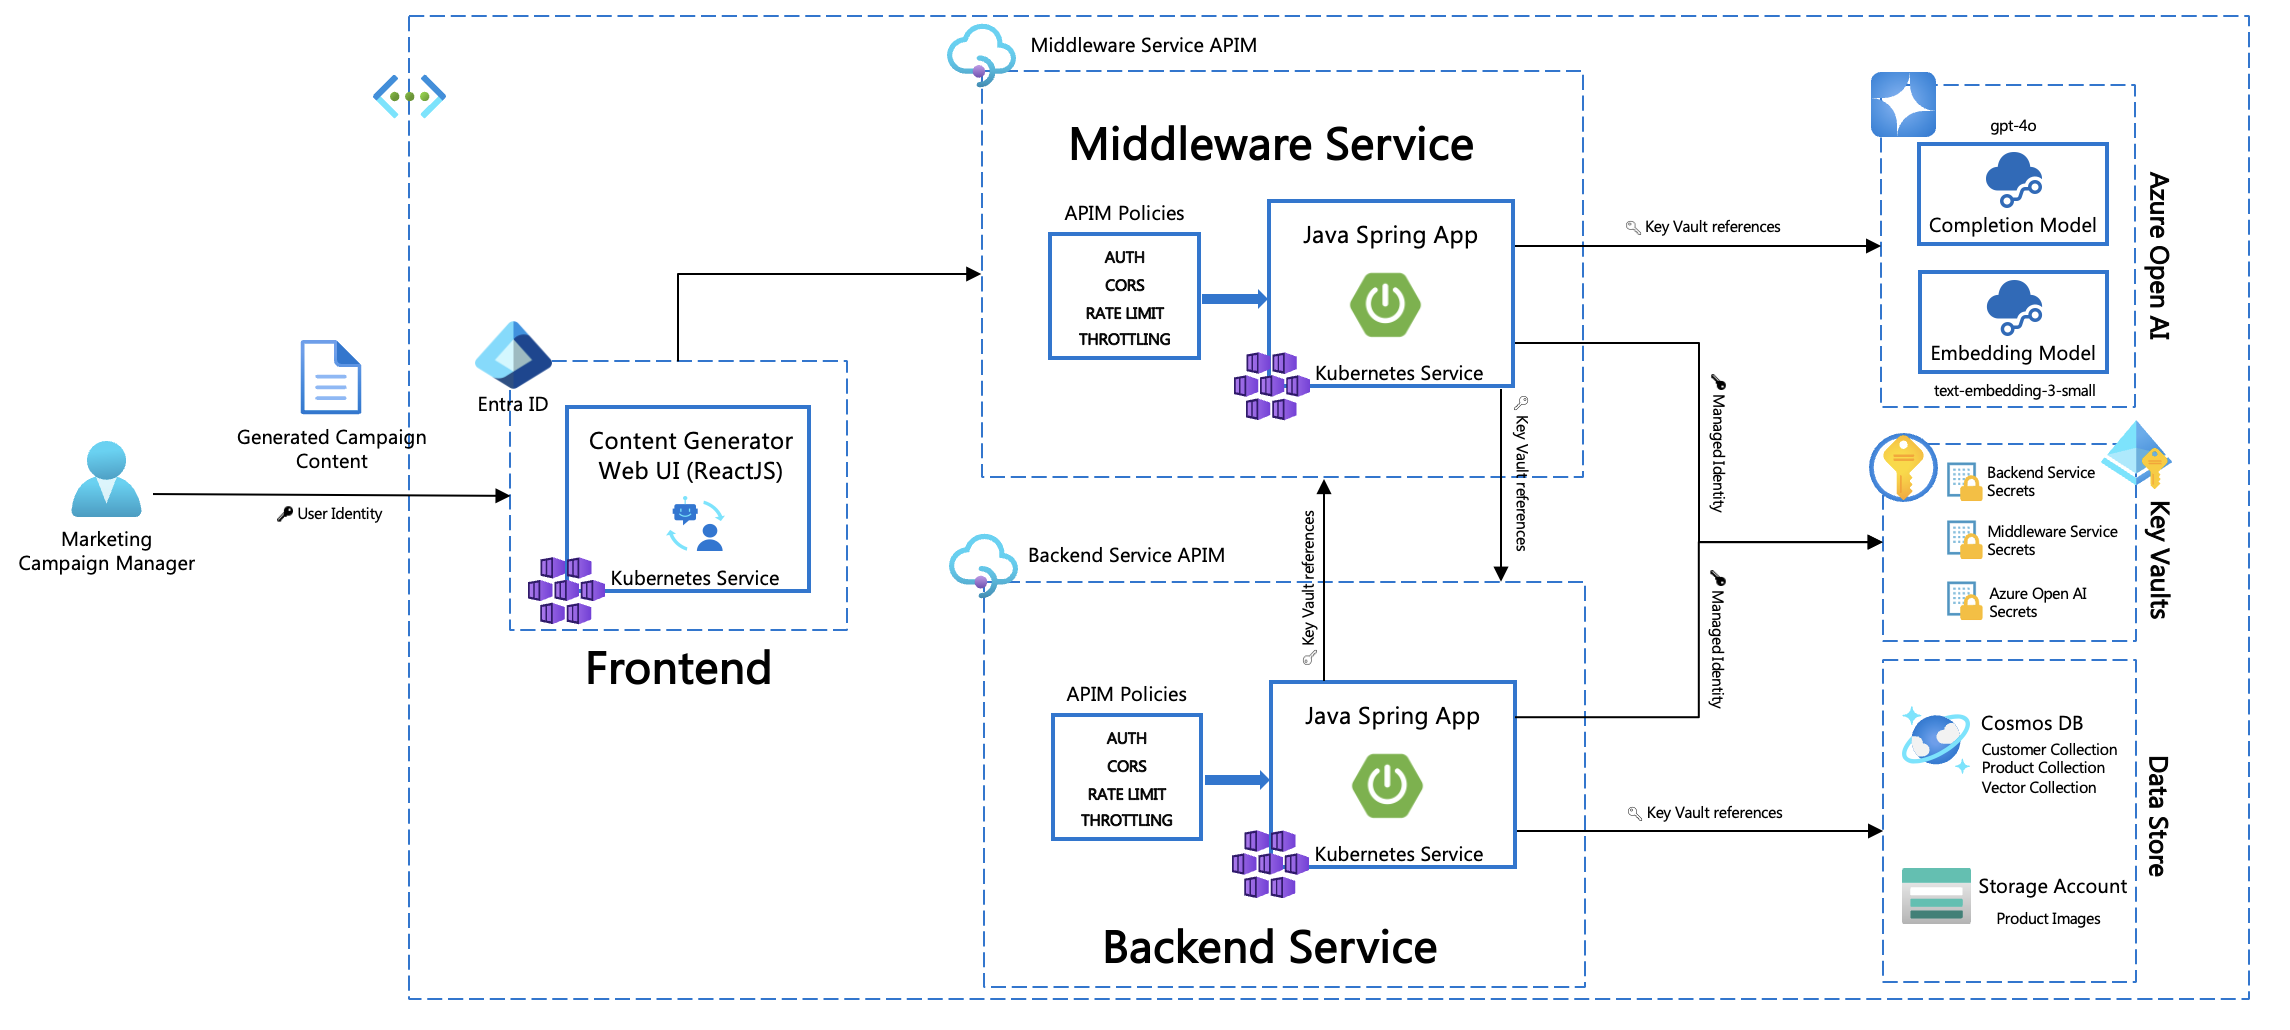 Middleware Service APIM
Middleware Service
APIM Policies
AUTH
CORS
RATE LIMIT
THROTTLING
Java Spring App
Kubernetes Service
Key Vault references
gpt-4o
Completion Model
Embedding Model
text-embedding-3-small
Azure Open AI
Entra ID
Content Generator
Web UI (ReactJS)
Kubernetes Service
Frontend
Generated Campaign
Content
User Identity
Marketing
Campaign Manager
Key Vault references
Key Vault references
Managed Identity
Managed Identity
Backend Service
Secrets
Middleware Service
Secrets
Azure Open AI
Secrets
Key Vaults
Backend Service APIM
APIM Policies
AUTH
CORS
RATE LIMIT
THROTTLING
Java Spring App
Kubernetes Service
Backend Service
Key Vault references
Cosmos DB
Customer Collection
Product Collection
Vector Collection
Storage Account
Product Images
Data Store